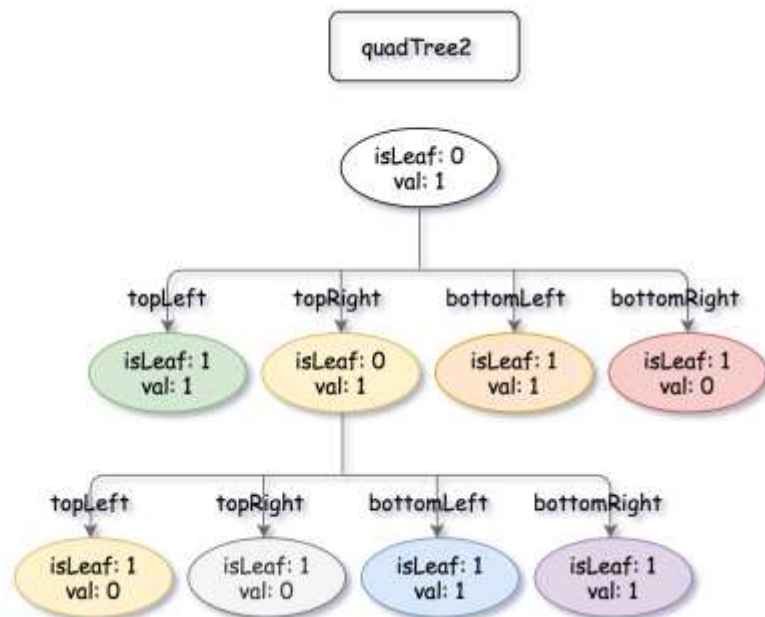 quadTree2
isLeaf: 0
val: 1
topLeft
topRight
bottomLeft
bottomRight
isLeaf: 1
val: 1
isLeaf: 0
val: 1
isLeaf: 1
val: 1
isLeaf: 1
val: 0
topLeft
topRight
bottomLeft
bottomRight
isLeaf: 1
val: 0
isLeaf: 1
val: 0
isLeaf: 1
val: 1
isLeaf: 1
val: 1